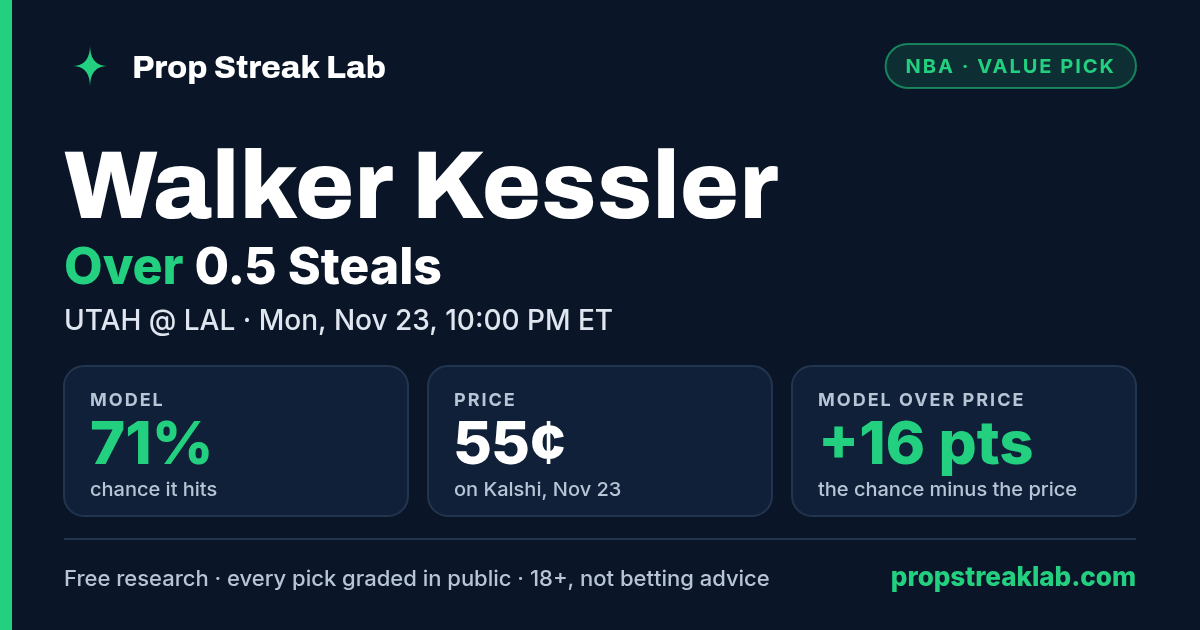 Prop Streak Lab
NBA · VALUE PICK
Walker Kessler
Over 0.5 Steals
UTAH @ LAL · Mon, Nov 23, 10:00 PM ET
MODEL
71%
chance it hits
PRICE
55¢
on Kalshi, Nov 23
MODEL OVER PRICE
+16 pts
the chance minus the price
Free research · every pick graded in public · 18+, not betting advice
propstreaklab.com